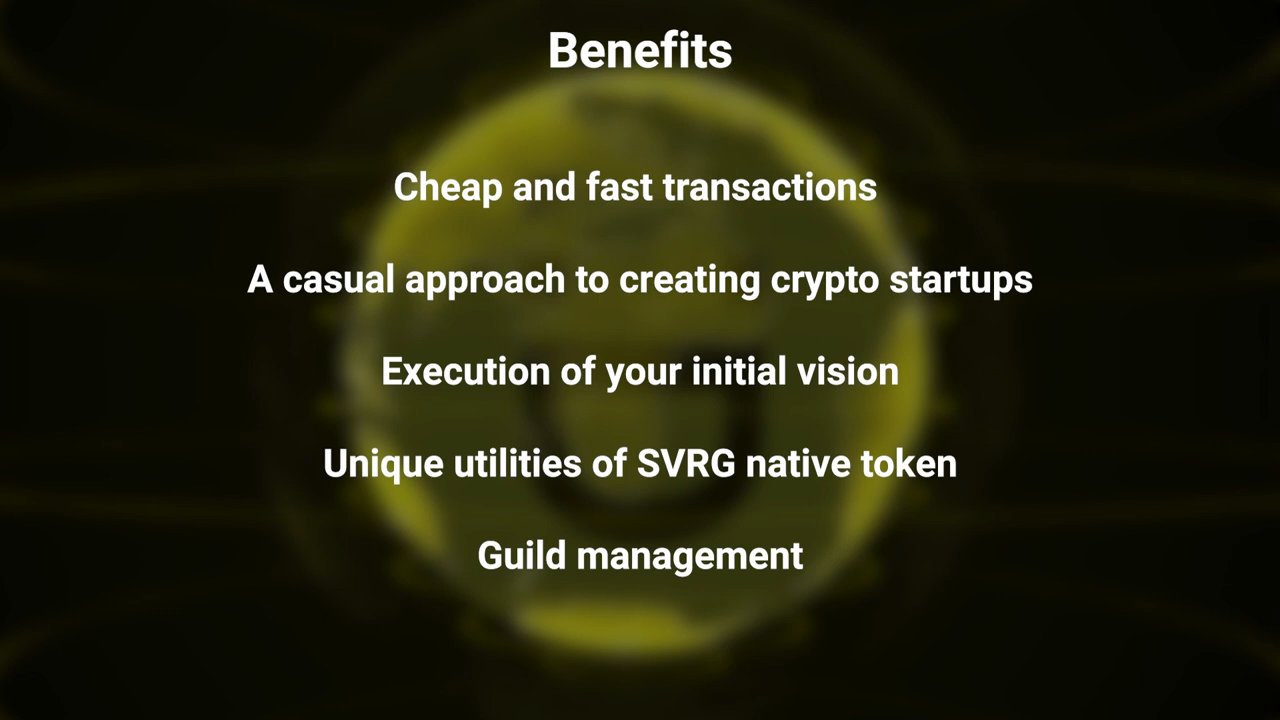 Benefits
Cheap and fast transactions
A casual approach to creating crypto startups
Execution of your initial vision
Unique utilities of SVRG native token
Guild management